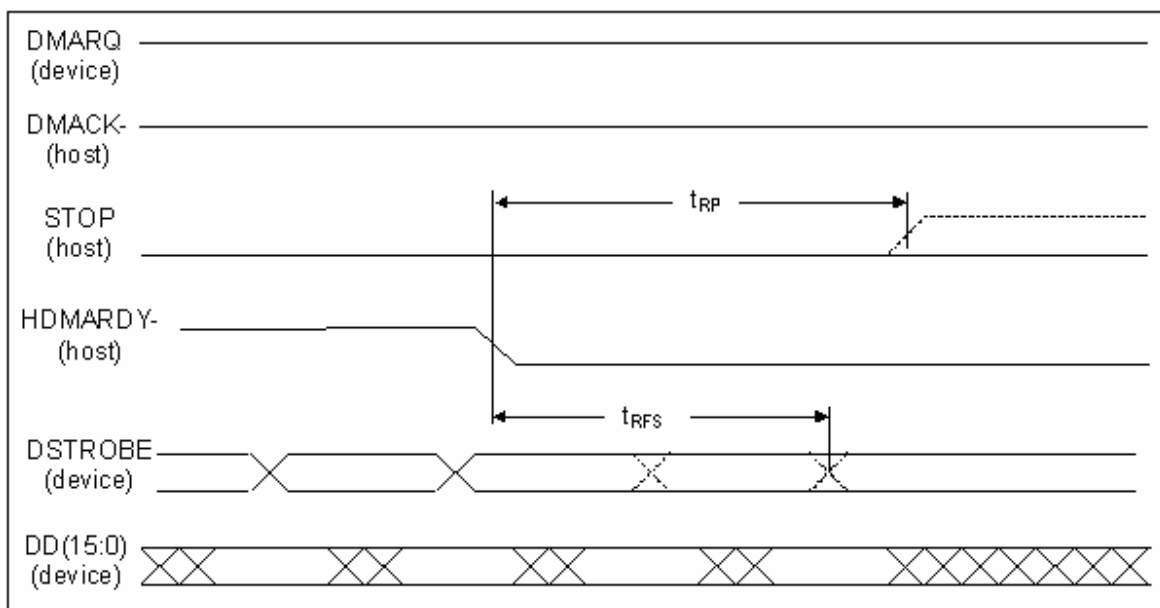 DMARQ
(device)
DMACK-
(host)
STOP
(host)
tRP
HDMARDY-
(host)
tRFS
DSTROBE
(device)
DD(15:0)
(device)